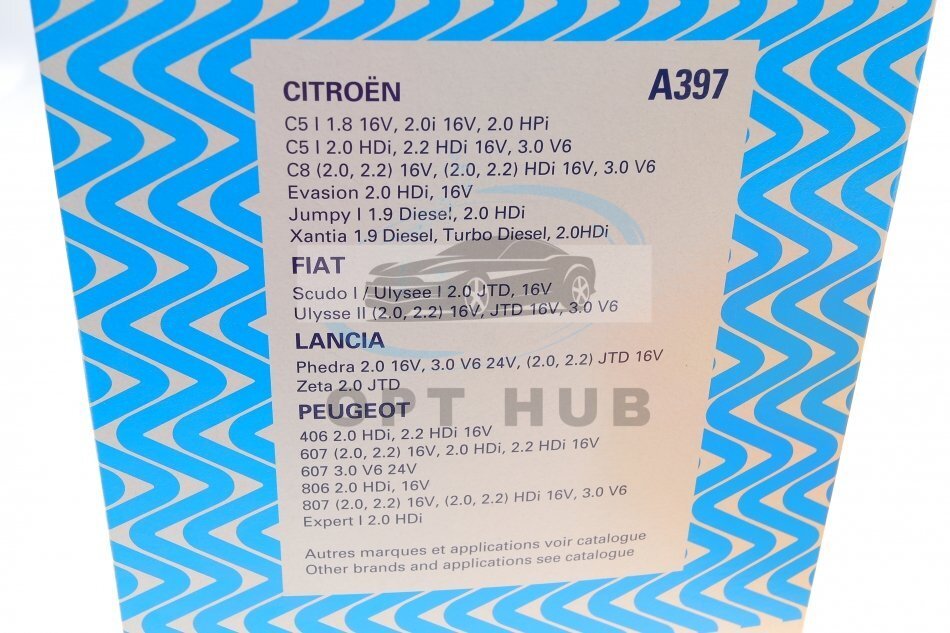 CITROËN A397
C5 I 1.8 16V, 2.0i 16V, 2.0 HPi
C5 I 2.0 HDi, 2.2 HDi 16V, 3.0 V6
C8 (2.0, 2.2) 16V, (2.0, 2.2) HDi 16V, 3.0 V6
Evasion 2.0 HDi, 16V
Jumpy I 1.9 Diesel, 2.0 HDi
Xantia 1.9 Diesel, Turbo Diesel, 2.0HDi
FIAT
Scudo I / Ulysee I 2.0 JTD, 16V
Ulysse II (2.0, 2.2) 16V, JTD 16V, 3.0 V6
LANCIA
Phedra 2.0 16V, 3.0 V6 24V, (2.0, 2.2) JTD 16V
Zeta 2.0 JTD
OPT HUB
PEUGEOT
406 2.0 HDi, 2.2 HDi 16V
607 (2.0, 2.2) 16V, 2.0 HDi, 2.2 HDi 16V
607 3.0 V6 24V
806 2.0 HDi, 16V
807 (2.0, 2.2) 16V, (2.0, 2.2) HDi 16V, 3.0 V6
Expert I 2.0 HDi
Autres marques et applications voir catalogue
Other brands and applications see catalogue